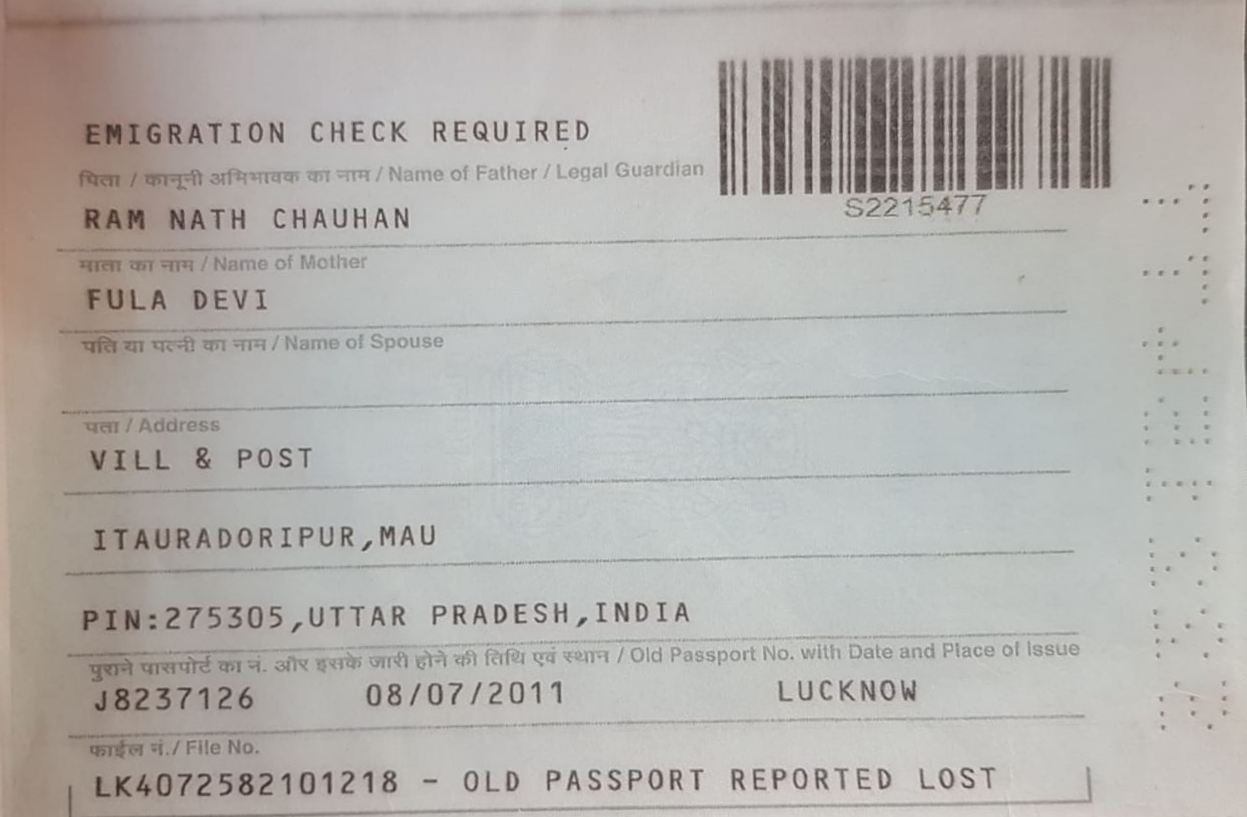 EMIGRATION CHECK REQUIRED
पिता / कानूनी अभिभावक का नाम / Name of Father / Legal Guardian
S2215477
RAM NATH CHAUHAN
माता का नाम / Name of Mother
FULA DEVI
पति या पत्नी का नाम / Name of Spouse
पता / Address
VILL & POST
ITAURADORIPUR,MAU
PIN:275305,UTTAR PRADESH,INDIA
पुराने पासपोर्ट का नं. और इसके जारी होने की तिथि एवं स्थान / Old Passport No. with Date and Place of Issue
J8237126 08/07/2011 LUCKNOW
फाईल नं./ File No.
LK4072582101218 - OLD PASSPORT REPORTED LOST